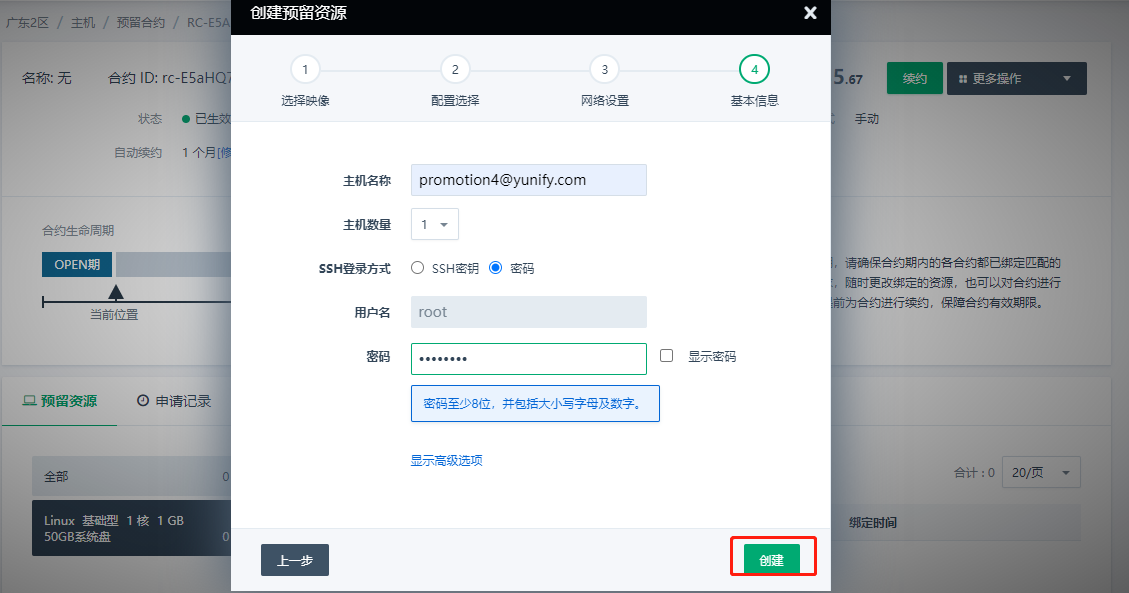 创建预留资源
广东2区 / 主机 / 预留合约 / RC-E5A
1 2 3 4
选择映像 配置选择 网络设置 基本信息
名称: 无 合约 ID: rc-E5aHQ7
5.67 续约 更多操作
状态 已生效
手动
自动续约 1 个月[修
主机名称 promotion4@yunify.com
主机数量 1
SSH登录方式 SSH密钥 密码
用户名 root
密码 •••••••• 显示密码
密码至少8位，并包括大小写字母及数字。
显示高级选项
合约生命周期
OPEN期
当前位置
，请确保合约期内的各合约都已绑定匹配的
，随时更改绑定的资源，也可以对合约进行
前为合约进行续约，保障合约有效期限。
预留资源 申请记录
全部 0
合计 : 0 20/页
Linux 基础型 1 核 1 GB
50GB系统盘 0
绑定时间
上一步 创建